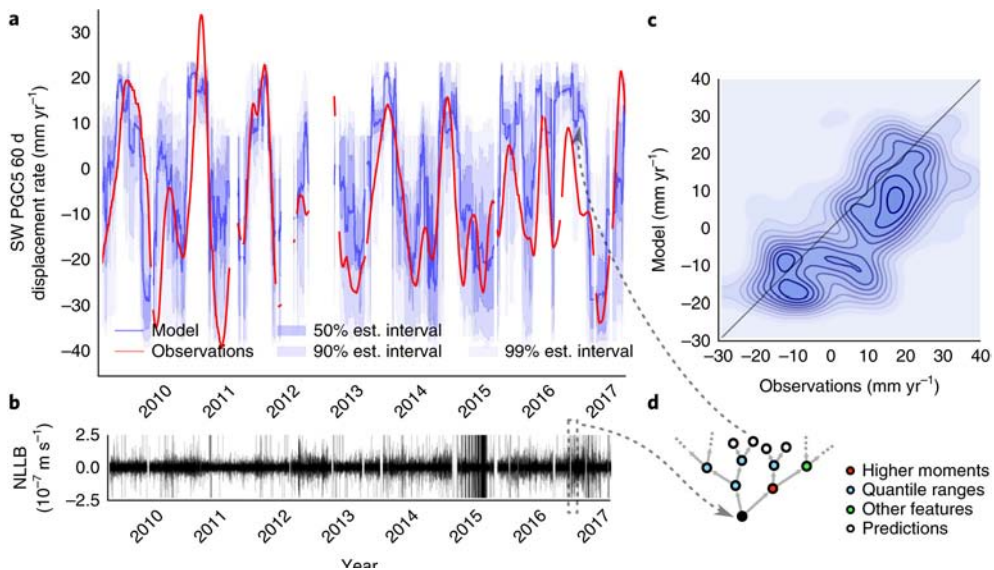 a
SW PGC5 60 d
displacement rate (mm yr⁻¹)
30
20
10
0
−10
−20
−30
−40
Model
Observations
50% est. interval
90% est. interval
99% est. interval
2010
2011
2012
2013
2014
2015
2016
2017
b
NLLB
(10⁻⁷ m s⁻¹)
2.5
0.0
−2.5
2010
2011
2012
2013
2014
2015
2016
2017
Year
c
Model (mm yr⁻¹)
40
30
20
10
0
−10
−20
−30
−30 −20 −10 0 10 20 30 40
Observations (mm yr⁻¹)
d
Higher moments
Quantile ranges
Other features
Predictions